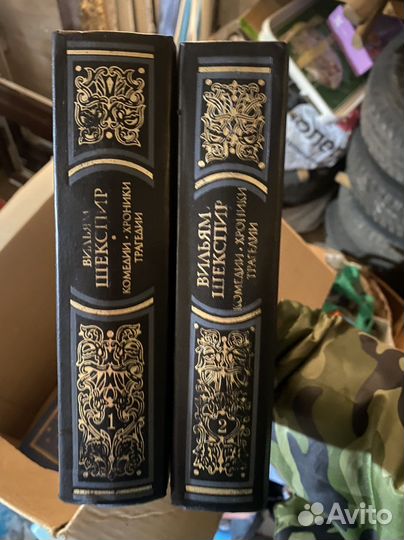 ВИЛЬЯМ
ШЕКСПИР
КОМЕДИИ · ХРОНИКИ
ТРАГЕДИИ
1
ВИЛЬЯМ
ШЕКСПИР
КОМЕДИИ · ХРОНИКИ
ТРАГЕДИИ
2
Avito